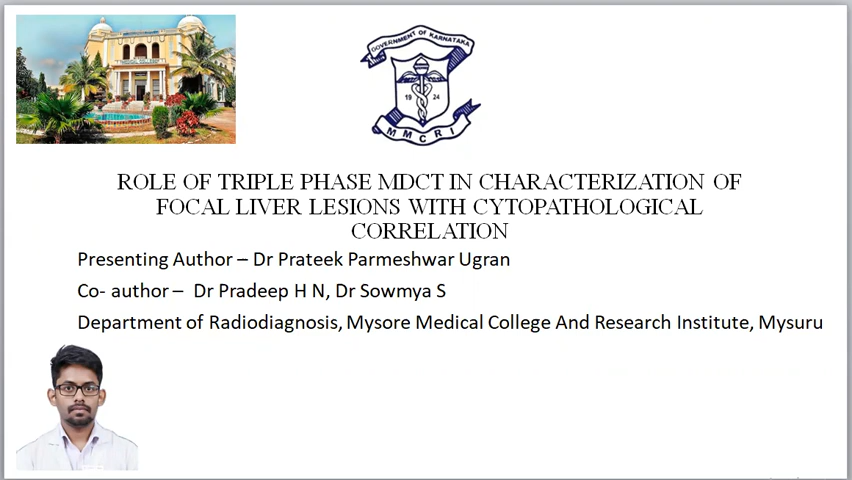 GOVERNMENT OF KARNATAKA
19 24
MMCRI
ROLE OF TRIPLE PHASE MDCT IN CHARACTERIZATION OF
FOCAL LIVER LESIONS WITH CYTOPATHOLOGICAL
CORRELATION
Presenting Author – Dr Prateek Parmeshwar Ugran
Co- author – Dr Pradeep H N, Dr Sowmya S
Department of Radiodiagnosis, Mysore Medical College And Research Institute, Mysuru